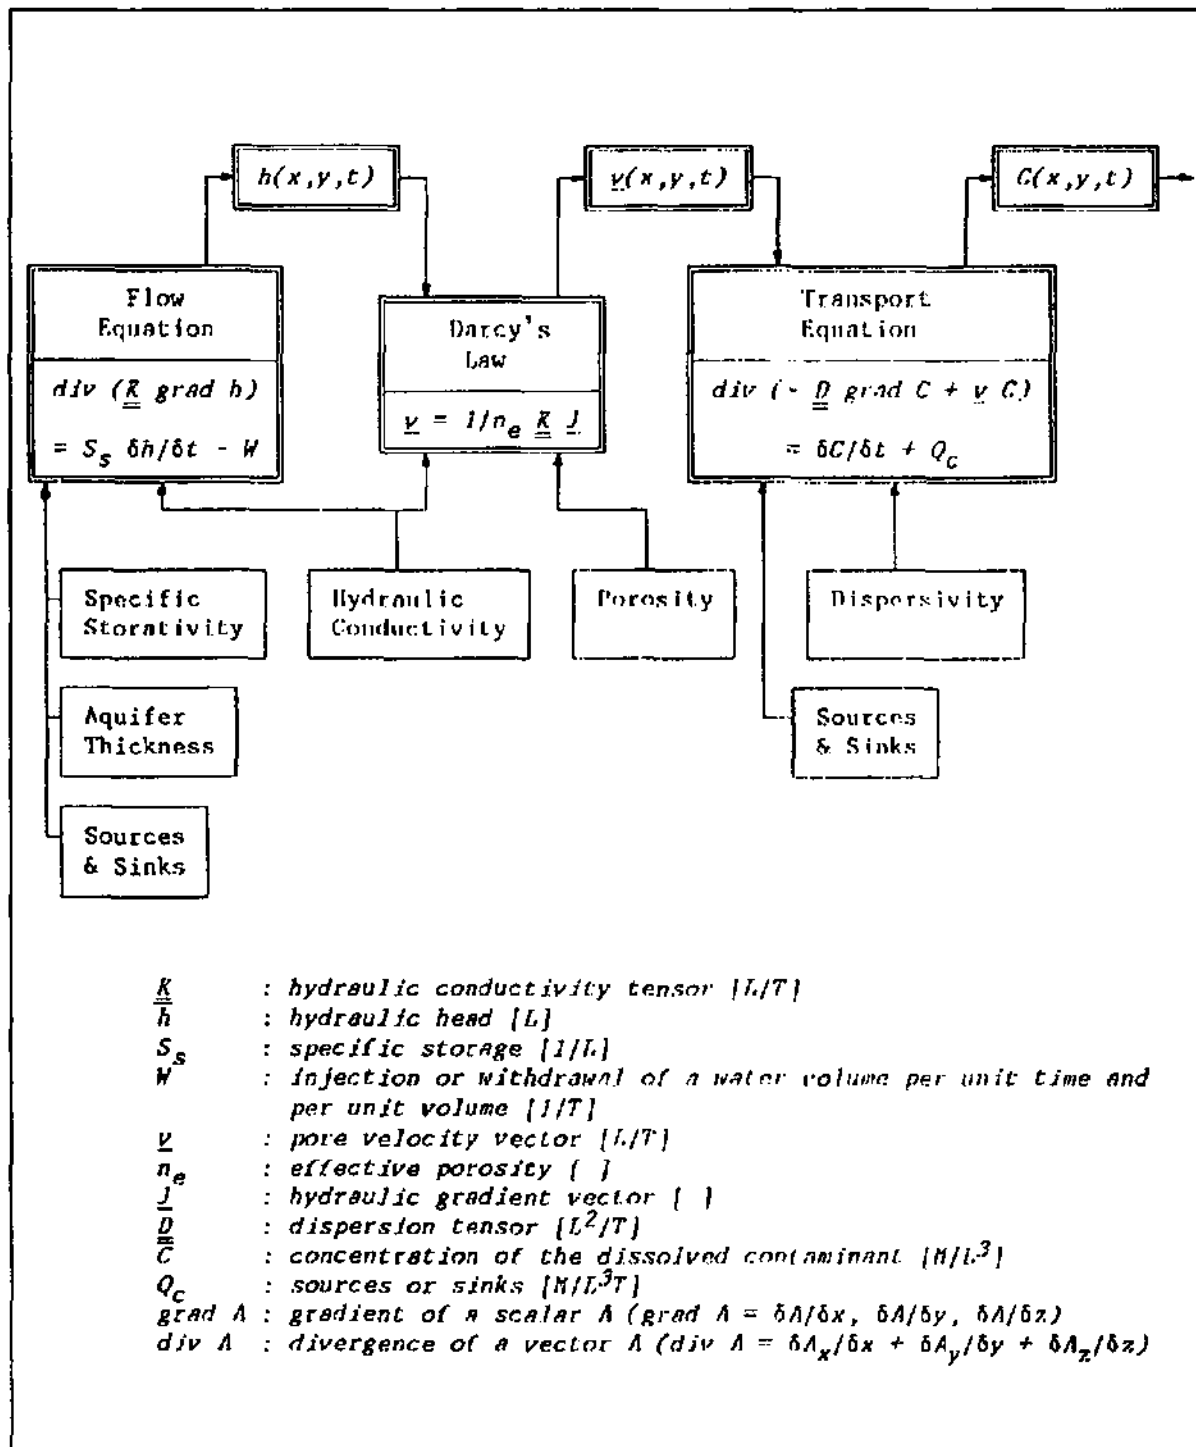 h(x,y,t)
v(x,y,t)
C(x,y,t)
Flow
Equation
div (K grad h)
= Ss δh/δt - W
Darcy's
Law
v = 1/ne K J
Transport
Equation
div (- D grad C + v C)
= δC/δt + Qc
Specific
Storativity
Hydraulic
Conductivity
Porosity
Dispersivity
Aquifer
Thickness
Sources
& Sinks
Sources
& Sinks
K : hydraulic conductivity tensor [L/T]
h : hydraulic head [L]
Ss : specific storage [1/L]
W : injection or withdrawal of a water volume per unit time and
per unit volume [1/T]
v : pore velocity vector [L/T]
ne : effective porosity [ ]
J : hydraulic gradient vector [ ]
D : dispersion tensor [L²/T]
C : concentration of the dissolved contaminant [M/L³]
Qc : sources or sinks [M/L³T]
grad A : gradient of a scalar A (grad A = δA/δx, δA/δy, δA/δz)
div A : divergence of a vector A (div A = δAx/δx + δAy/δy + δAz/δz)